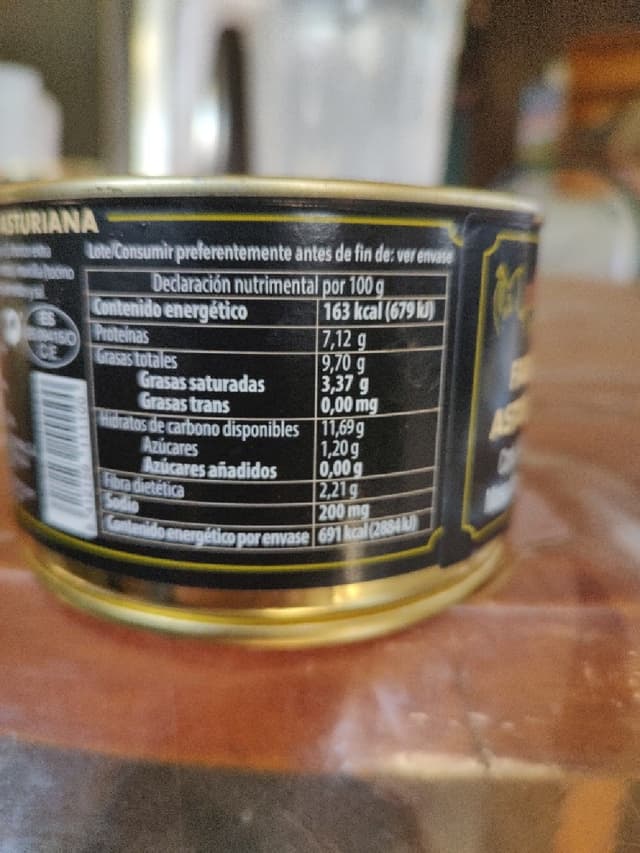 ASTURIANA
Lote/Consumir preferentemente antes de fin de: ver envase
Declaración nutrimental por 100 g
Contenido energético 163 kcal (679 kJ)
Proteínas 7,12 g
Grasas totales 9,70 g
Grasas saturadas 3,37 g
Grasas trans 0,00 mg
Hidratos de carbono disponibles 11,69 g
Azúcares 1,20 g
Azúcares añadidos 0,00 g
Fibra dietética 2,21 g
Sodio 200 mg
Contenido energético por envase 691 kcal (2884 kJ)
ES
CE